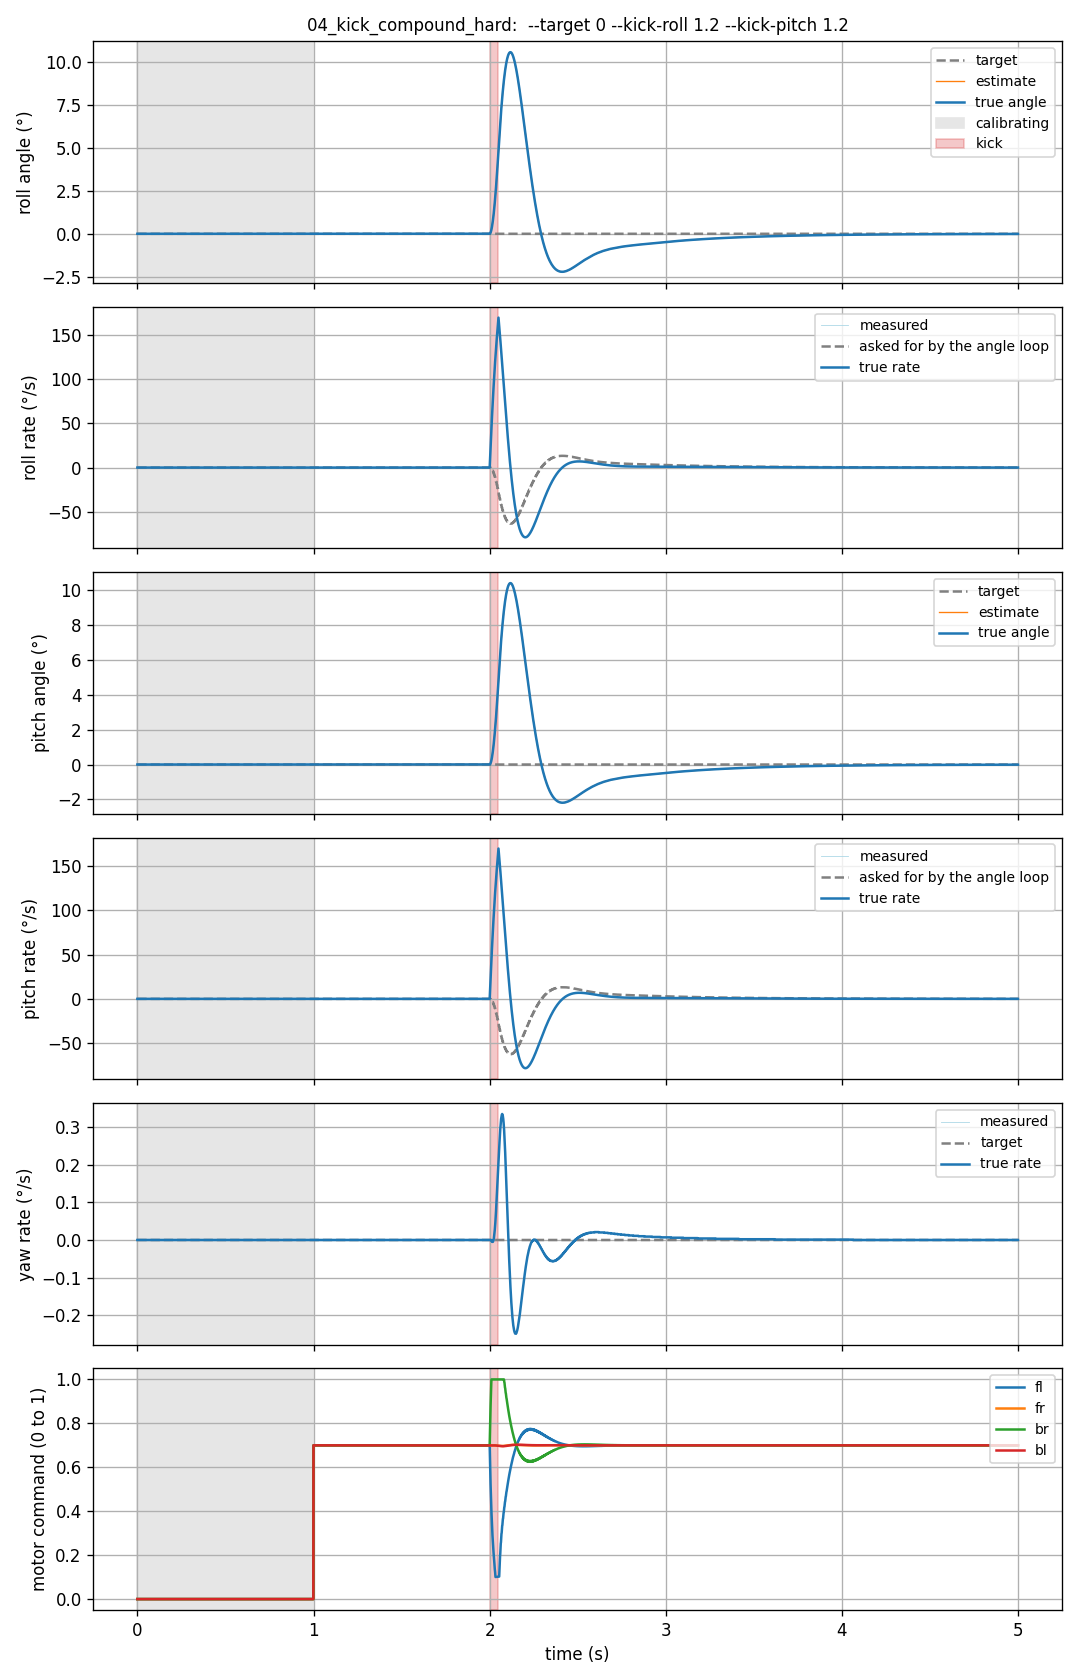 04_kick_compound_hard:  --target 0 --kick-roll 1.2 --kick-pitch 1.2
roll angle (°)
10.0
7.5
5.0
2.5
0.0
−2.5
target
estimate
true angle
calibrating
kick
roll rate (°/s)
150
100
50
0
−50
measured
asked for by the angle loop
true rate
pitch angle (°)
10
8
6
4
2
0
−2
target
estimate
true angle
pitch rate (°/s)
150
100
50
0
−50
measured
asked for by the angle loop
true rate
yaw rate (°/s)
0.3
0.2
0.1
0.0
−0.1
−0.2
measured
target
true rate
motor command (0 to 1)
1.0
0.8
0.6
0.4
0.2
0.0
fl
fr
br
bl
0 1 2 3 4 5
time (s)